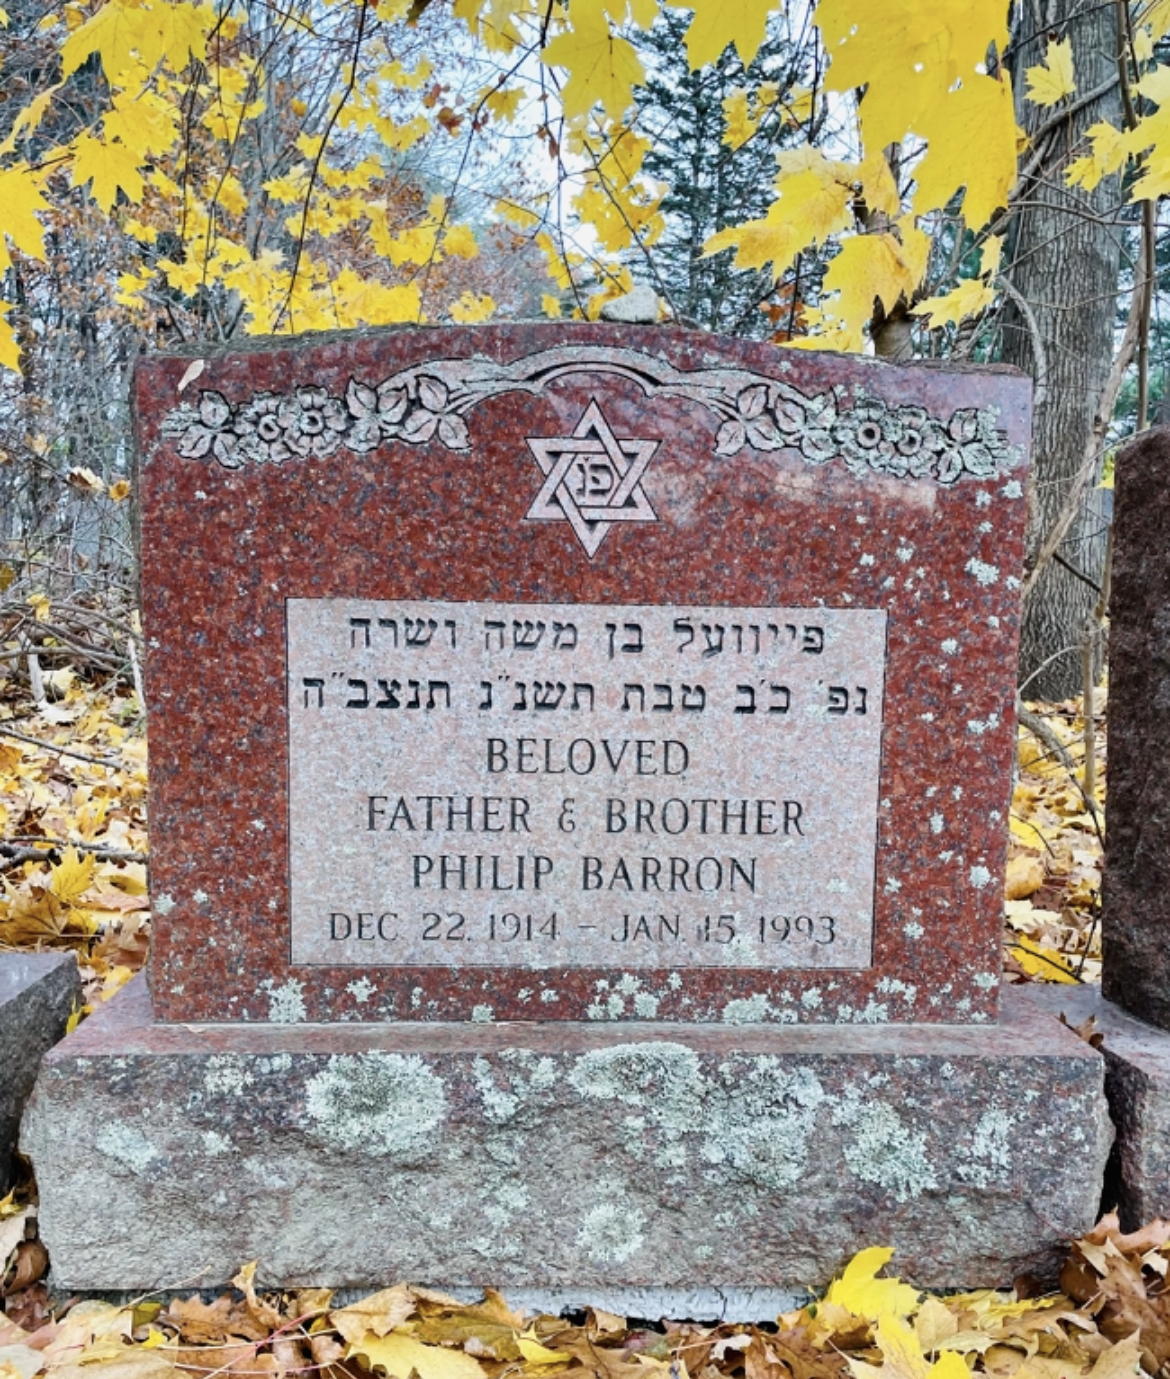 פ״נ
פייוועל בן משה ושרה
נפ׳ כ״ב טבת תשנ״ג תנצב״ה
BELOVED
FATHER & BROTHER
PHILIP BARRON
DEC. 22, 1914 – JAN. 15, 1993